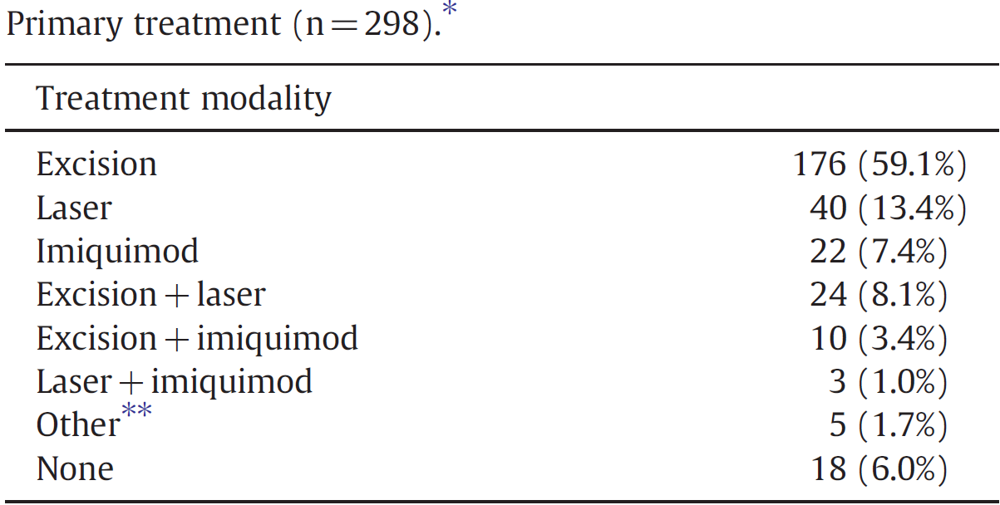 Primary treatment (n=298).*
Treatment modality
Excision 176 (59.1%)
Laser 40 (13.4%)
Imiquimod 22 (7.4%)
Excision + laser 24 (8.1%)
Excision + imiquimod 10 (3.4%)
Laser + imiquimod 3 (1.0%)
Other** 5 (1.7%)
None 18 (6.0%)